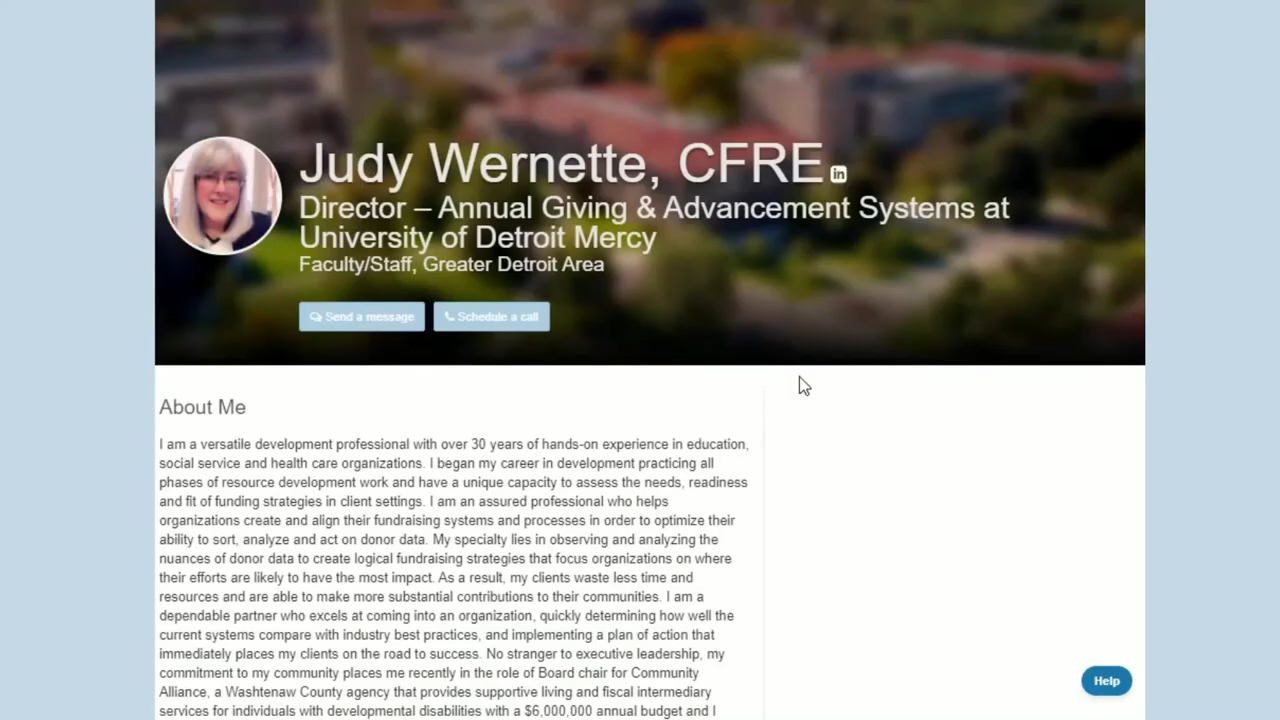 Judy Wernette, CFRE in
Director – Annual Giving & Advancement Systems at
University of Detroit Mercy
Faculty/Staff, Greater Detroit Area
Send a message Schedule a call
About Me
I am a versatile development professional with over 30 years of hands-on experience in education,
social service and health care organizations. I began my career in development practicing all
phases of resource development work and have a unique capacity to assess the needs, readiness
and fit of funding strategies in client settings. I am an assured professional who helps
organizations create and align their fundraising systems and processes in order to optimize their
ability to sort, analyze and act on donor data. My specialty lies in observing and analyzing the
nuances of donor data to create logical fundraising strategies that focus organizations on where
their efforts are likely to have the most impact. As a result, my clients waste less time and
resources and are able to make more substantial contributions to their communities. I am a
dependable partner who excels at coming into an organization, quickly determining how well the
current systems compare with industry best practices, and implementing a plan of action that
immediately places my clients on the road to success. No stranger to executive leadership, my
commitment to my community places me recently in the role of Board chair for Community
Alliance, a Washtenaw County agency that provides supportive living and fiscal intermediary
services for individuals with developmental disabilities with a $6,000,000 annual budget and I
Help